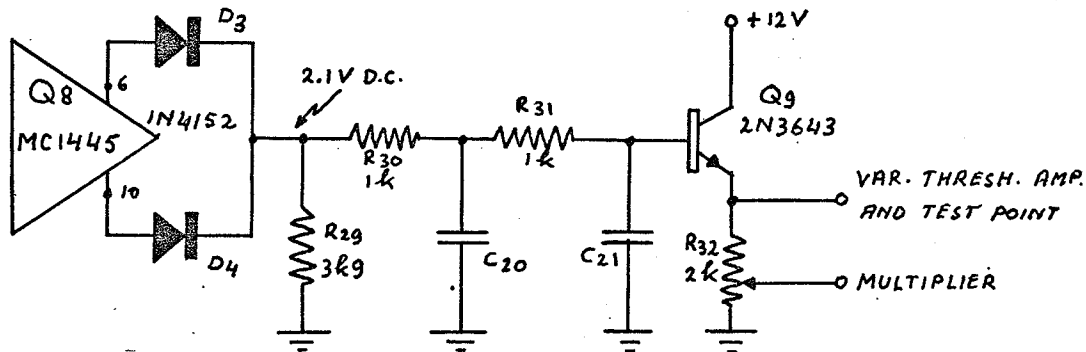 D3
+12V
6
Q8
MC1445
1N4152
2.1V D.C.
R31
1k
Q9
2N3643
R30
1k
10
D4
R29
3k9
C20
C21
VAR. THRESH. AMP.
AND TEST POINT
R32
2k
MULTIPLIER